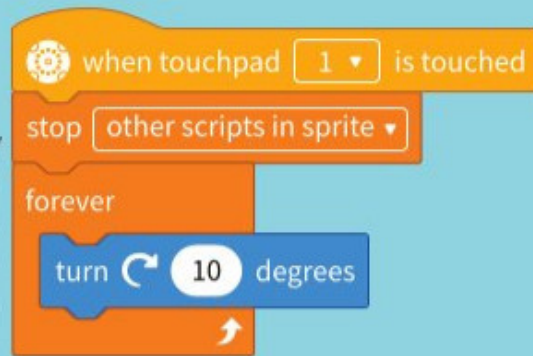 when touchpad 1 is touched
stop other scripts in sprite
forever
turn 10 degrees